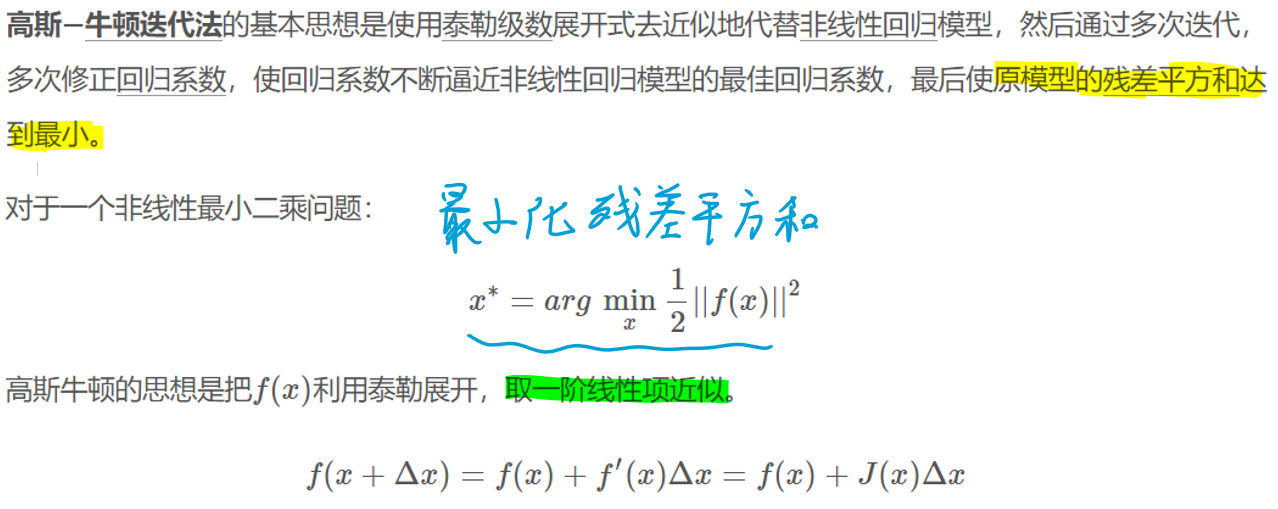 高斯—牛顿迭代法的基本思想是使用泰勒级数展开式去近似地代替非线性回归模型，然后通过多次迭代，
多次修正回归系数，使回归系数不断逼近非线性回归模型的最佳回归系数，最后使原模型的残差平方和达
到最小。
对于一个非线性最小二乘问题：
最小化残差平方和
x* = arg min_x 1/2 ||f(x)||²
高斯牛顿的思想是把f(x)利用泰勒展开，取一阶线性项近似。
f(x + Δx) = f(x) + f′(x)Δx = f(x) + J(x)Δx